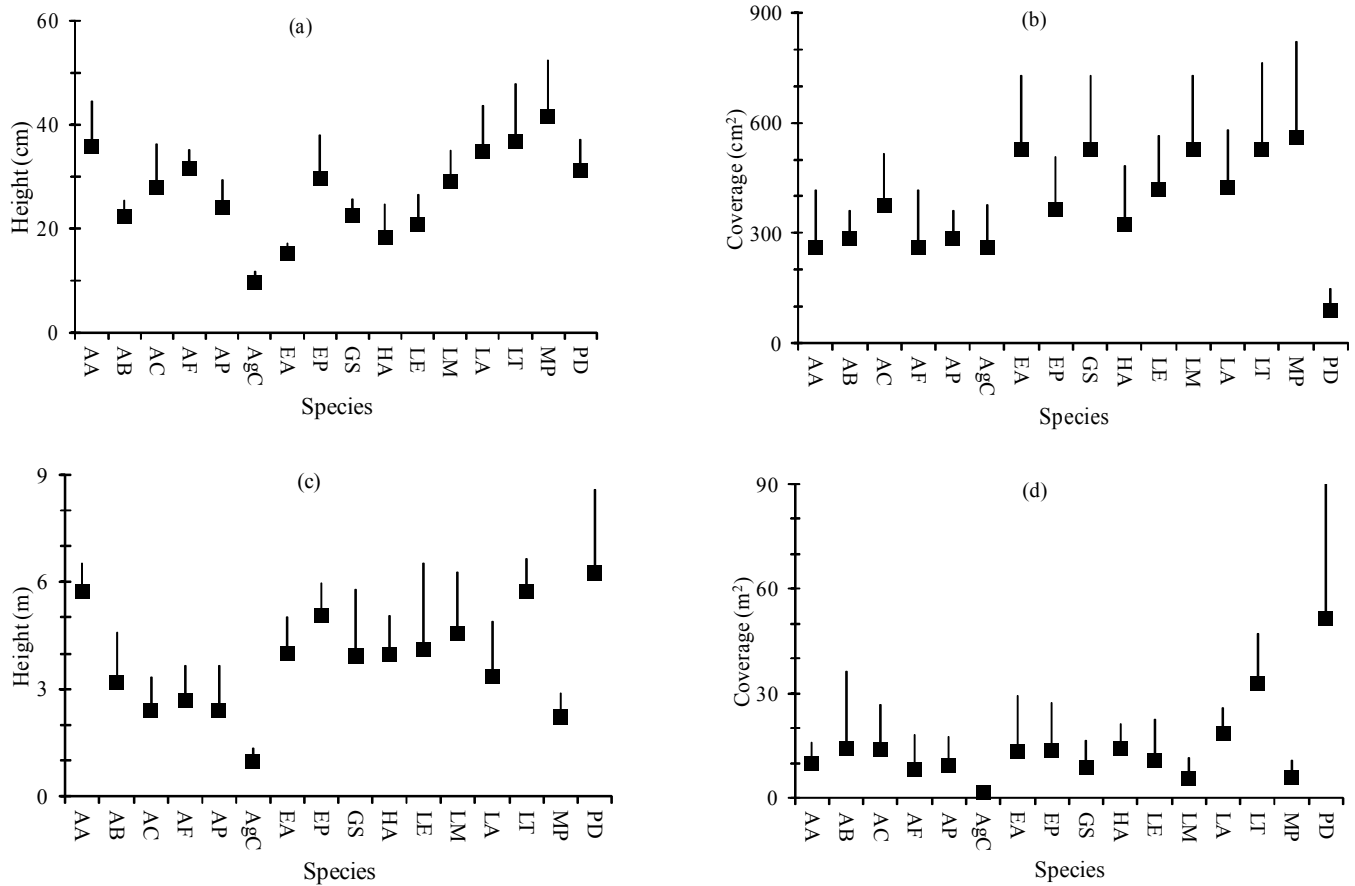 (a)
Height (cm)
60
40
20
0
AA AB AC AF AP AgC EA EP GS HA LE LM LA LT MP PD
Species
(b)
Coverage (cm²)
900
600
300
0
AA AB AC AF AP AgC EA EP GS HA LE LM LA LT MP PD
Species
(c)
Height (m)
9
6
3
0
AA AB AC AF AP AgC EA EP GS HA LE LM LA LT MP PD
Species
(d)
Coverage (m²)
90
60
30
0
AA AB AC AF AP AgC EA EP GS HA LE LM LA LT MP PD
Species